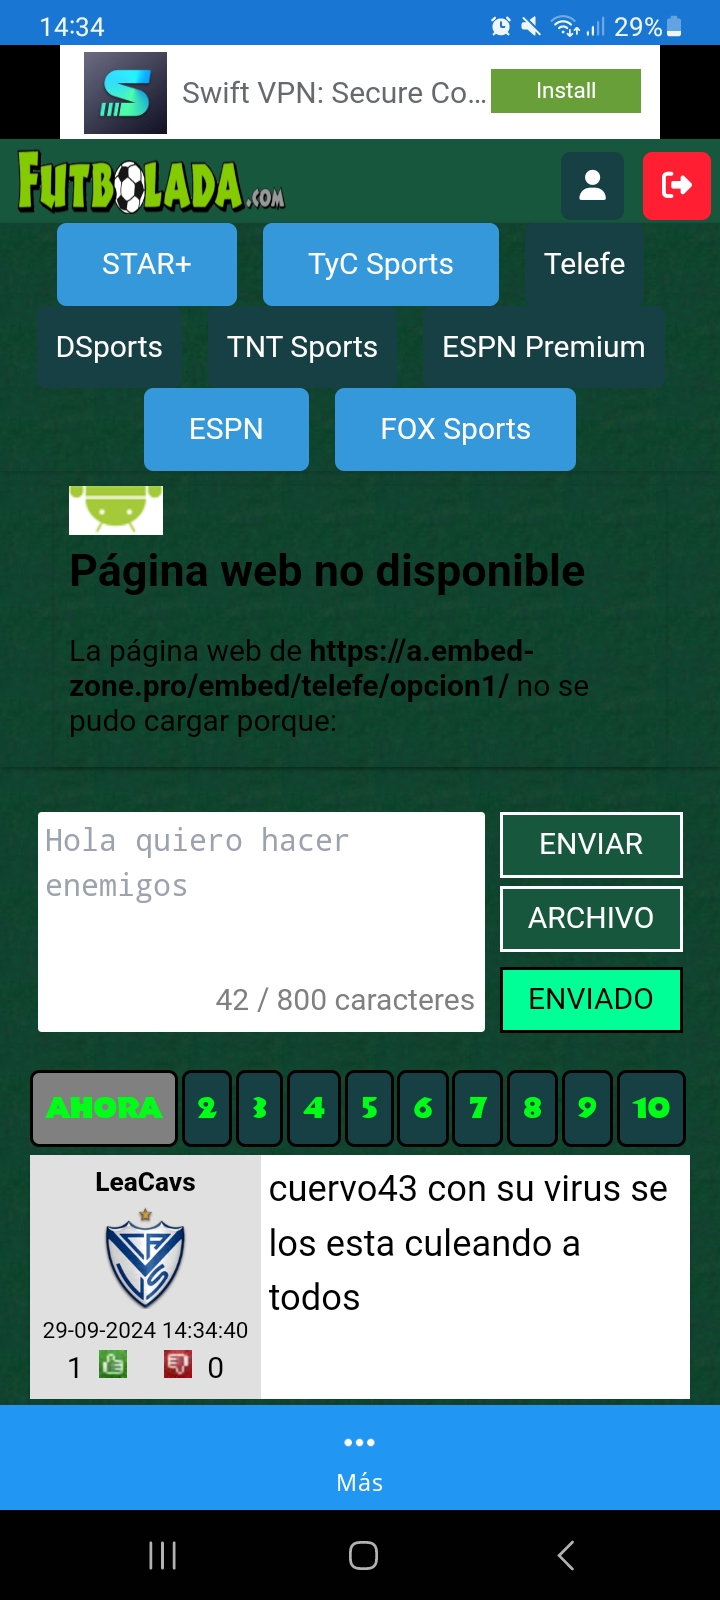 14:34
29%
Swift VPN: Secure Co...
Install
FUTBOLADA.COM
STAR+
TyC Sports
Telefe
DSports
TNT Sports
ESPN Premium
ESPN
FOX Sports
Página web no disponible
La página web de https://a.embed-
zone.pro/embed/telefe/opcion1/ no se
pudo cargar porque:
Hola quiero hacer
enemigos
42 / 800 caracteres
ENVIAR
ARCHIVO
ENVIADO
AHORA 2 3 4 5 6 7 8 9 10
LeaCavs
29-09-2024 14:34:40
1 0
cuervo43 con su virus se
los esta culeando a
todos
Más